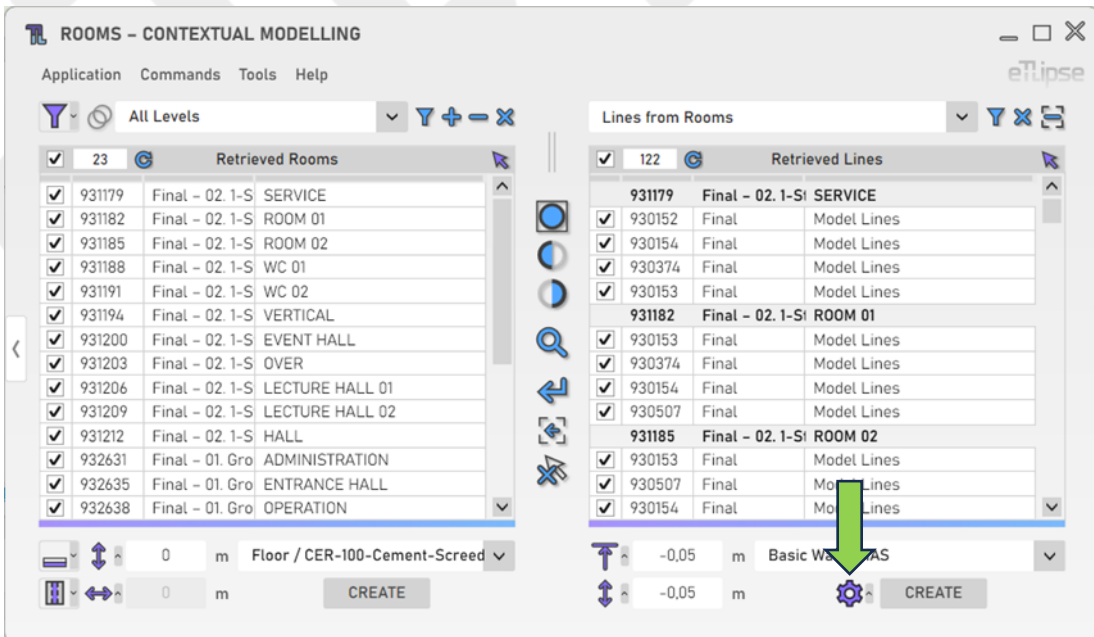 ROOMS – CONTEXTUAL MODELLING
Application Commands Tools Help
eTLipse
All Levels
Lines from Rooms
23 Retrieved Rooms
122 Retrieved Lines
931179 Final – 02. 1-S SERVICE
931182 Final – 02. 1-S ROOM 01
931185 Final – 02. 1-S ROOM 02
931188 Final – 02. 1-S WC 01
931191 Final – 02. 1-S WC 02
931194 Final – 02. 1-S VERTICAL
931200 Final – 02. 1-S EVENT HALL
931203 Final – 02. 1-S OVER
931206 Final – 02. 1-S LECTURE HALL 01
931209 Final – 02. 1-S LECTURE HALL 02
931212 Final – 02. 1-S HALL
932631 Final – 01. Gro ADMINISTRATION
932635 Final – 01. Gro ENTRANCE HALL
932638 Final – 01. Gro OPERATION
931179 Final – 02. 1-St SERVICE
930152 Final Model Lines
930154 Final Model Lines
930374 Final Model Lines
930153 Final Model Lines
931182 Final – 02. 1-St ROOM 01
930153 Final Model Lines
930374 Final Model Lines
930154 Final Model Lines
930507 Final Model Lines
931185 Final – 02. 1-St ROOM 02
930153 Final Model Lines
930507 Final Model Lines
930154 Final Lines
0 m Floor / CER-100-Cement-Screed
0 m CREATE
-0,05 m Basic
-0,05 m CREATE